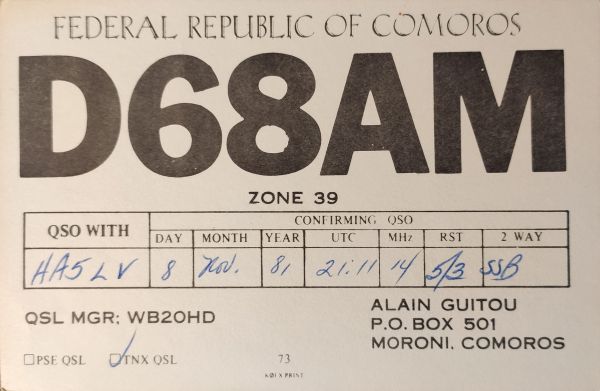 FEDERAL REPUBLIC OF COMOROS
D68AM
ZONE 39
QSO WITH CONFIRMING QSO
DAY MONTH YEAR UTC MHz RST 2 WAY
HA5LV 8 Nov. 81 21:11 14 5/3 SSB
QSL MGR: WB2OHD
ALAIN GUITOU
P.O. BOX 501
MORONI, COMOROS
PSE QSL TNX QSL 73
KØLX PRINT